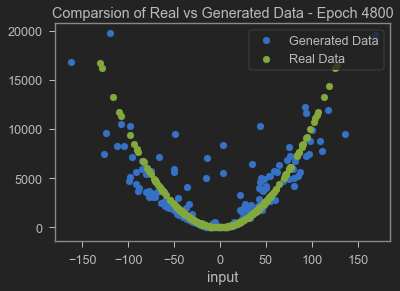 Comparsion of Real vs Generated Data - Epoch 4800
20000
15000
10000
5000
0
Generated Data
Real Data
−150 −100 −50 0 50 100 150
input